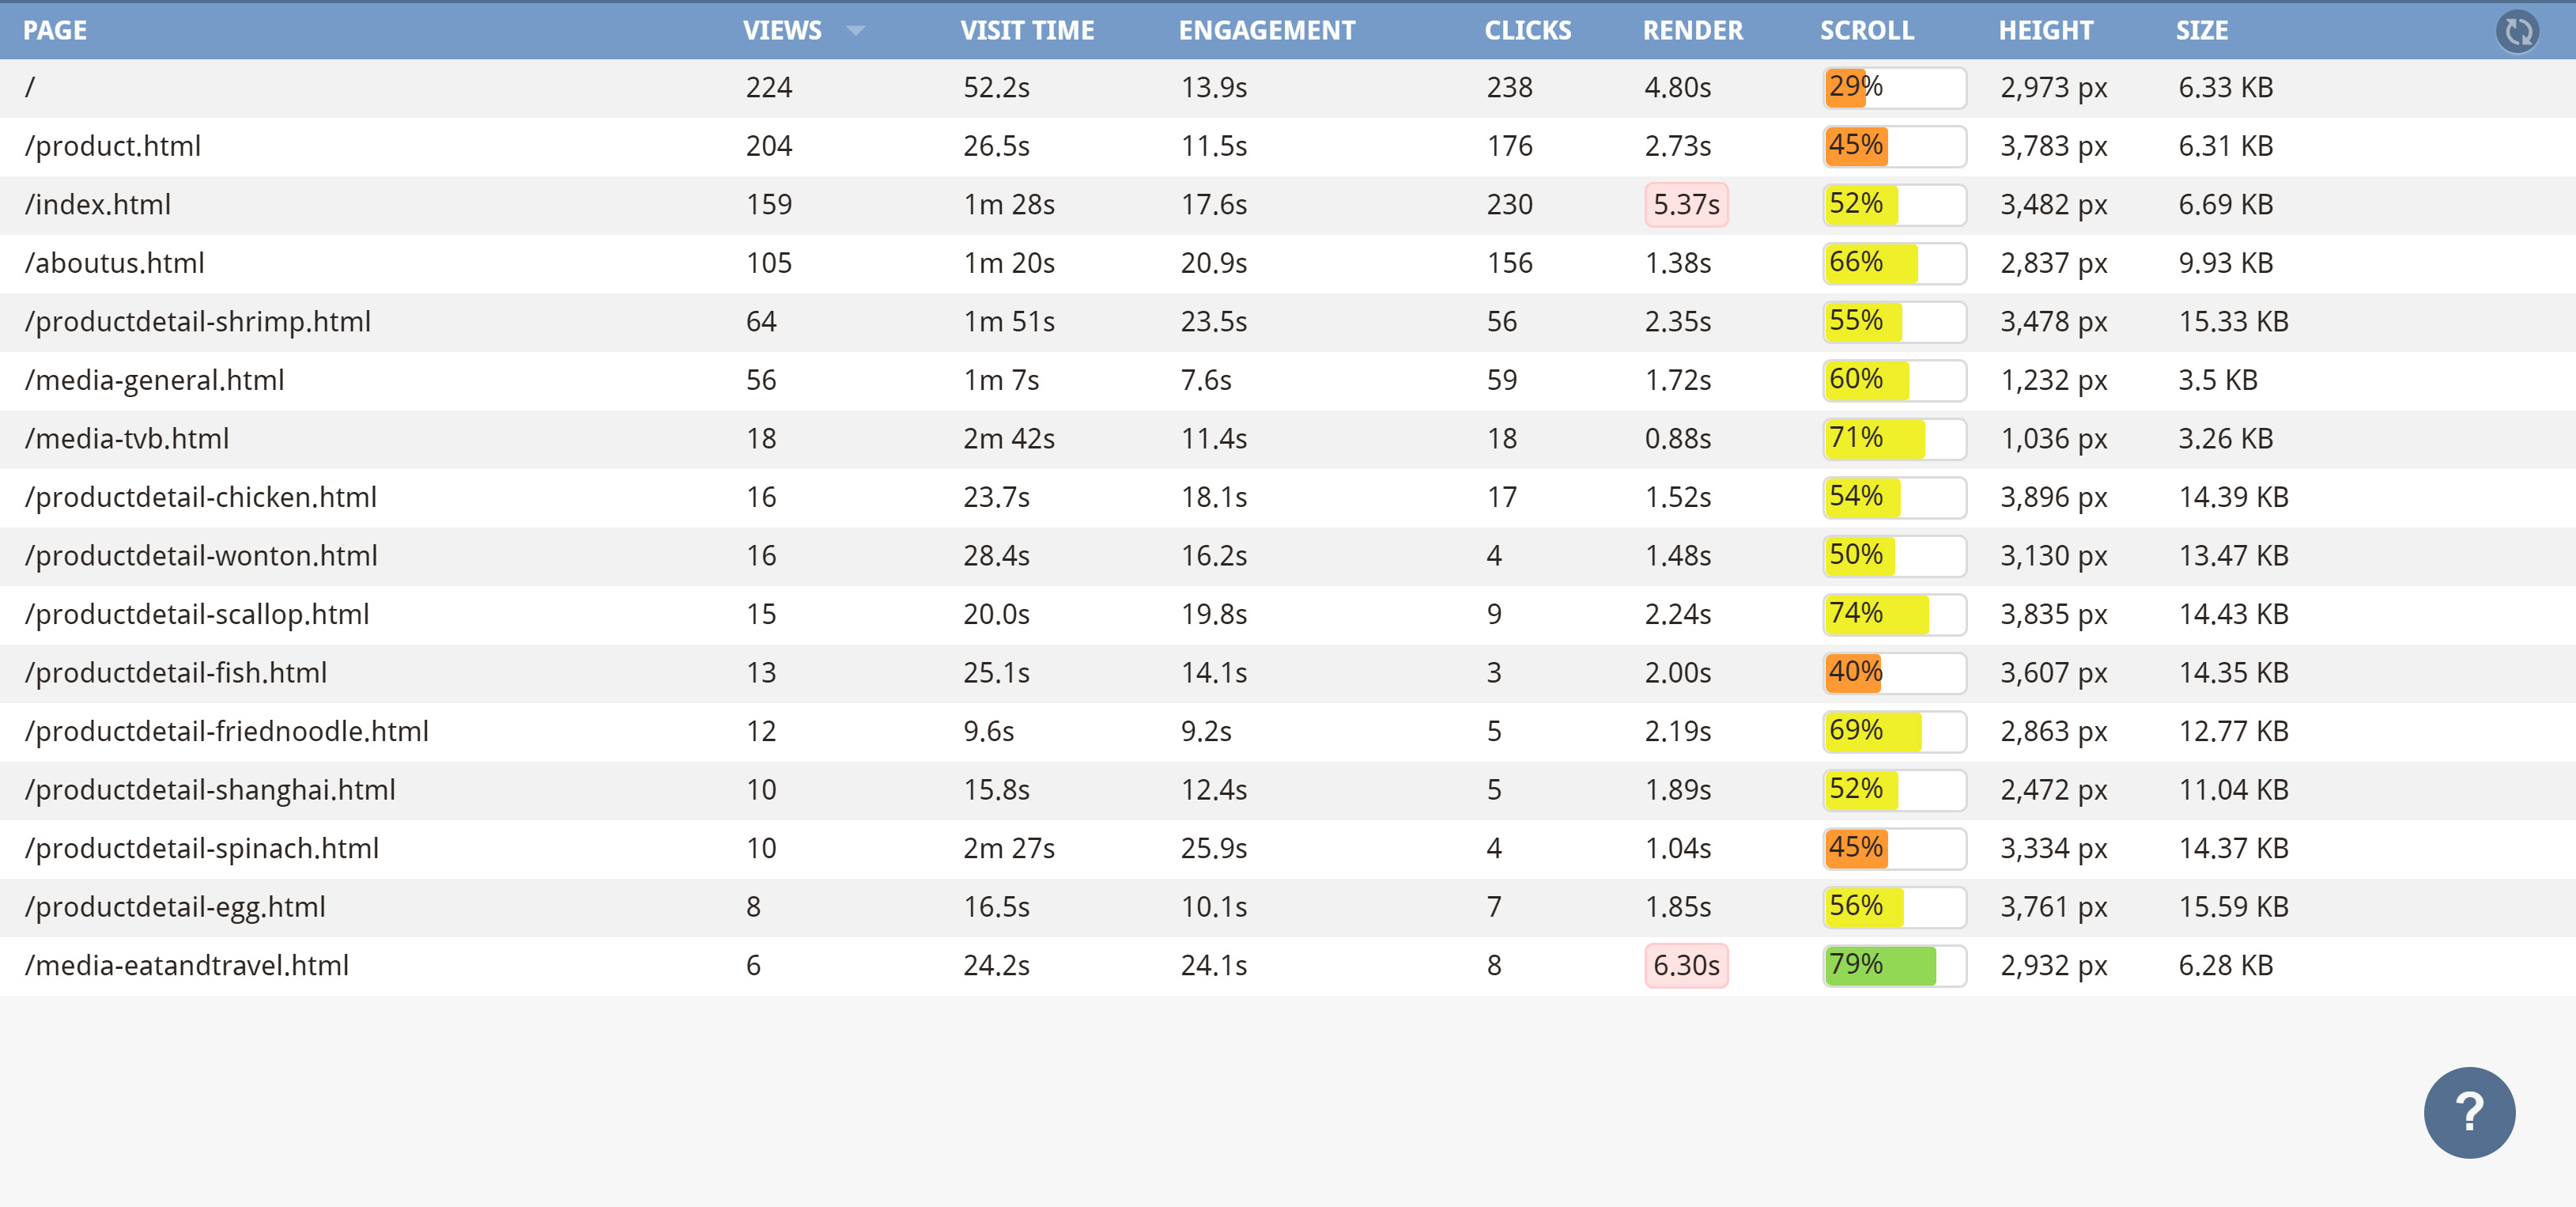 PAGE VIEWS VISIT TIME ENGAGEMENT CLICKS RENDER SCROLL HEIGHT SIZE
/ 224 52.2s 13.9s 238 4.80s 29% 2,973 px 6.33 KB
/product.html 204 26.5s 11.5s 176 2.73s 45% 3,783 px 6.31 KB
/index.html 159 1m 28s 17.6s 230 5.37s 52% 3,482 px 6.69 KB
/aboutus.html 105 1m 20s 20.9s 156 1.38s 66% 2,837 px 9.93 KB
/productdetail-shrimp.html 64 1m 51s 23.5s 56 2.35s 55% 3,478 px 15.33 KB
/media-general.html 56 1m 7s 7.6s 59 1.72s 60% 1,232 px 3.5 KB
/media-tvb.html 18 2m 42s 11.4s 18 0.88s 71% 1,036 px 3.26 KB
/productdetail-chicken.html 16 23.7s 18.1s 17 1.52s 54% 3,896 px 14.39 KB
/productdetail-wonton.html 16 28.4s 16.2s 4 1.48s 50% 3,130 px 13.47 KB
/productdetail-scallop.html 15 20.0s 19.8s 9 2.24s 74% 3,835 px 14.43 KB
/productdetail-fish.html 13 25.1s 14.1s 3 2.00s 40% 3,607 px 14.35 KB
/productdetail-friednoodle.html 12 9.6s 9.2s 5 2.19s 69% 2,863 px 12.77 KB
/productdetail-shanghai.html 10 15.8s 12.4s 5 1.89s 52% 2,472 px 11.04 KB
/productdetail-spinach.html 10 2m 27s 25.9s 4 1.04s 45% 3,334 px 14.37 KB
/productdetail-egg.html 8 16.5s 10.1s 7 1.85s 56% 3,761 px 15.59 KB
/media-eatandtravel.html 6 24.2s 24.1s 8 6.30s 79% 2,932 px 6.28 KB
?